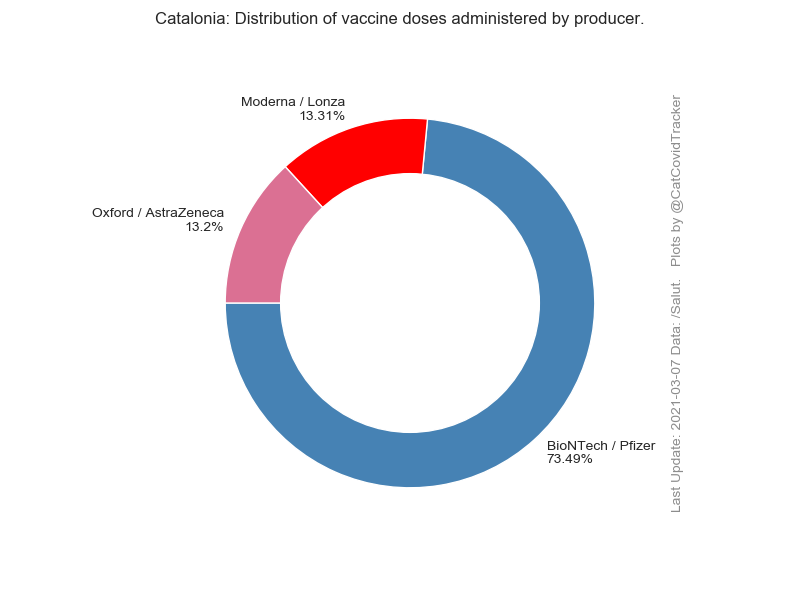 Catalonia: Distribution of vaccine doses administered by producer.
Moderna / Lonza
13.31%
Oxford / AstraZeneca
13.2%
BioNTech / Pfizer
73.49%
Last Update: 2021-03-07 Data: /Salut.   Plots by @CatCovidTracker